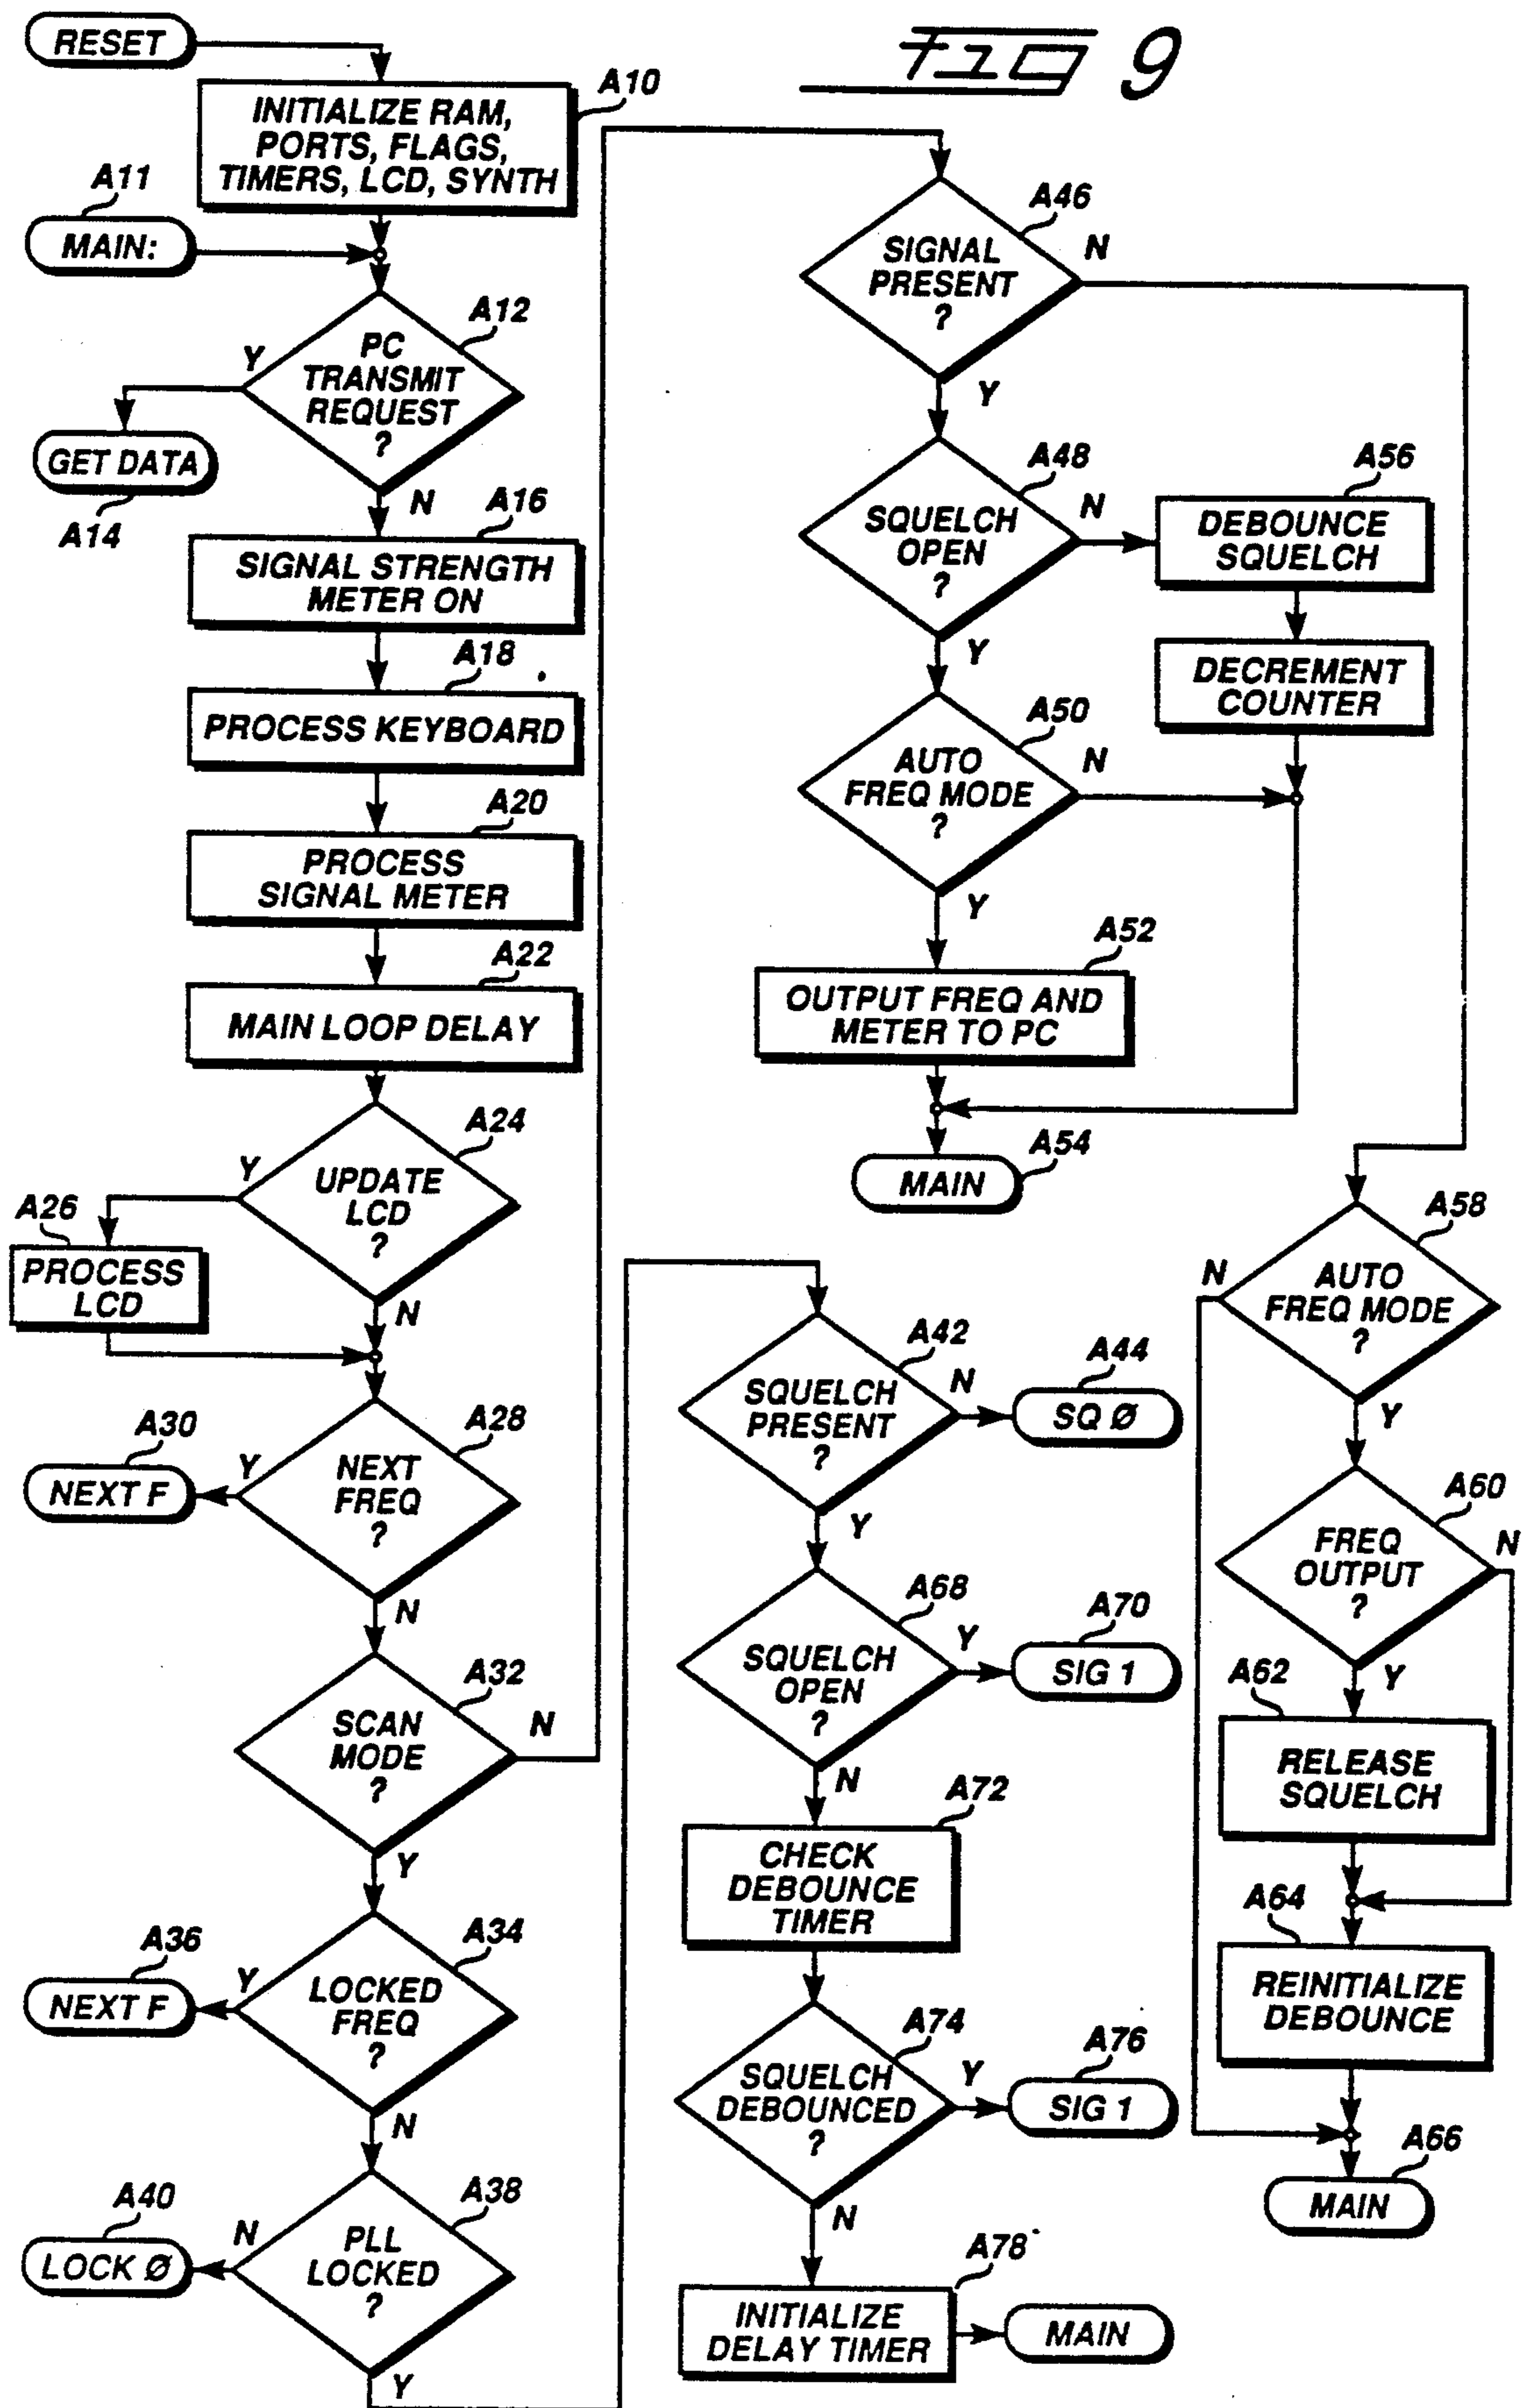 FIG 9
RESET
A10
INITIALIZE RAM,
PORTS, FLAGS,
TIMERS, LCD, SYNTH
A11
MAIN:
A12
PC
TRANSMIT
REQUEST
?
Y
GET DATA
A14
N
A16
SIGNAL STRENGTH
METER ON
A18
PROCESS KEYBOARD
A20
PROCESS
SIGNAL METER
A22
MAIN LOOP DELAY
A24
UPDATE
LCD
?
Y
A26
PROCESS
LCD
N
A28
NEXT
FREQ
?
Y
A30
NEXT F
N
A32
SCAN
MODE
?
N
Y
A34
LOCKED
FREQ
?
Y
A36
NEXT F
N
A38
PLL
LOCKED
?
N
A40
LOCK Ø
Y
A46
SIGNAL
PRESENT
?
N
Y
A48
SQUELCH
OPEN
?
N
A56
DEBOUNCE
SQUELCH
DECREMENT
COUNTER
Y
A50
AUTO
FREQ MODE
?
N
Y
A52
OUTPUT FREQ AND
METER TO PC
A54
MAIN
A42
SQUELCH
PRESENT
?
N
A44
SQ Ø
Y
A68
SQUELCH
OPEN
?
Y
A70
SIG 1
N
A72
CHECK
DEBOUNCE
TIMER
A74
SQUELCH
DEBOUNCED
?
Y
A76
SIG 1
N
A78
INITIALIZE
DELAY TIMER
MAIN
A58
AUTO
FREQ MODE
?
N
Y
A60
FREQ
OUTPUT
?
N
Y
A62
RELEASE
SQUELCH
A64
REINITIALIZE
DEBOUNCE
A66
MAIN